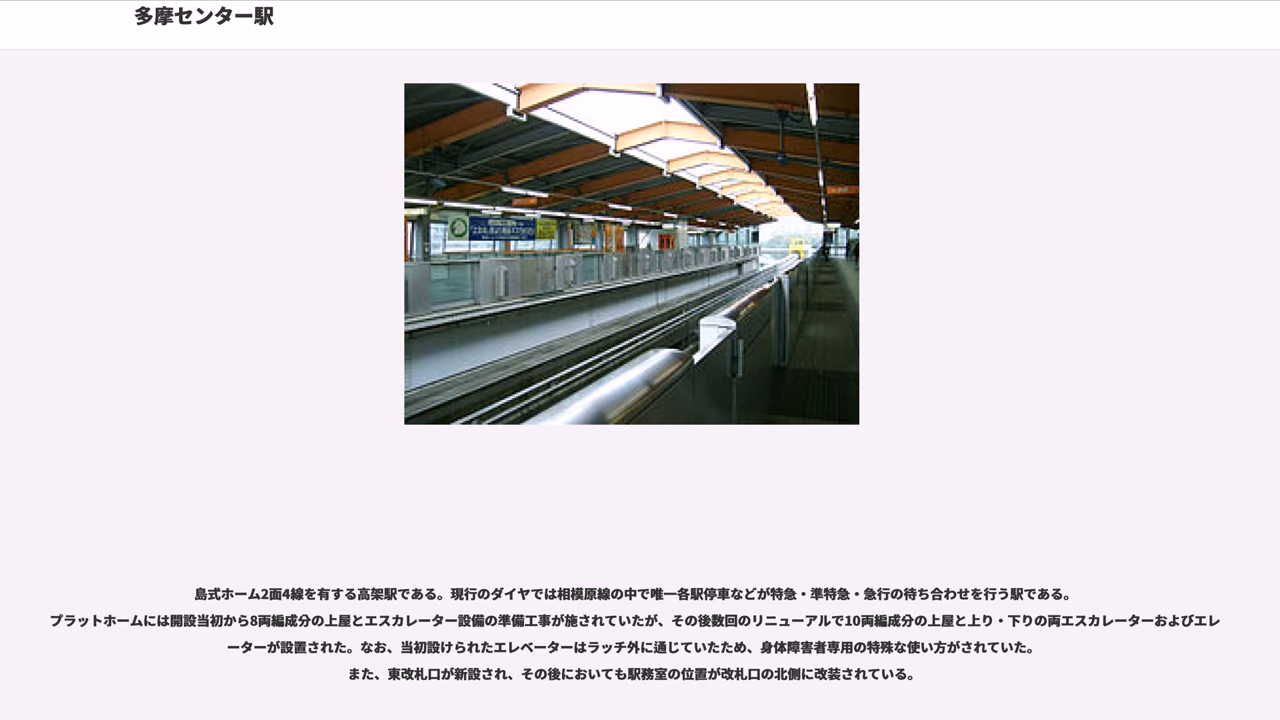 多摩センター駅
島式ホーム2面4線を有する高架駅である。現行のダイヤでは相模原線の中で唯一各駅停車などが特急・準特急・急行の待ち合わせを行う駅である。
プラットホームには開設当初から8両編成分の上屋とエスカレーター設備の準備工事が施されていたが、その後数回のリニューアルで10両編成分の上屋と上り・下りの両エスカレーターおよびエレ
ーターが設置された。なお、当初設けられたエレベーターはラッチ外に通じていたため、身体障害者専用の特殊な使い方がされていた。
また、東改札口が新設され、その後においても駅務室の位置が改札口の北側に改装されている。